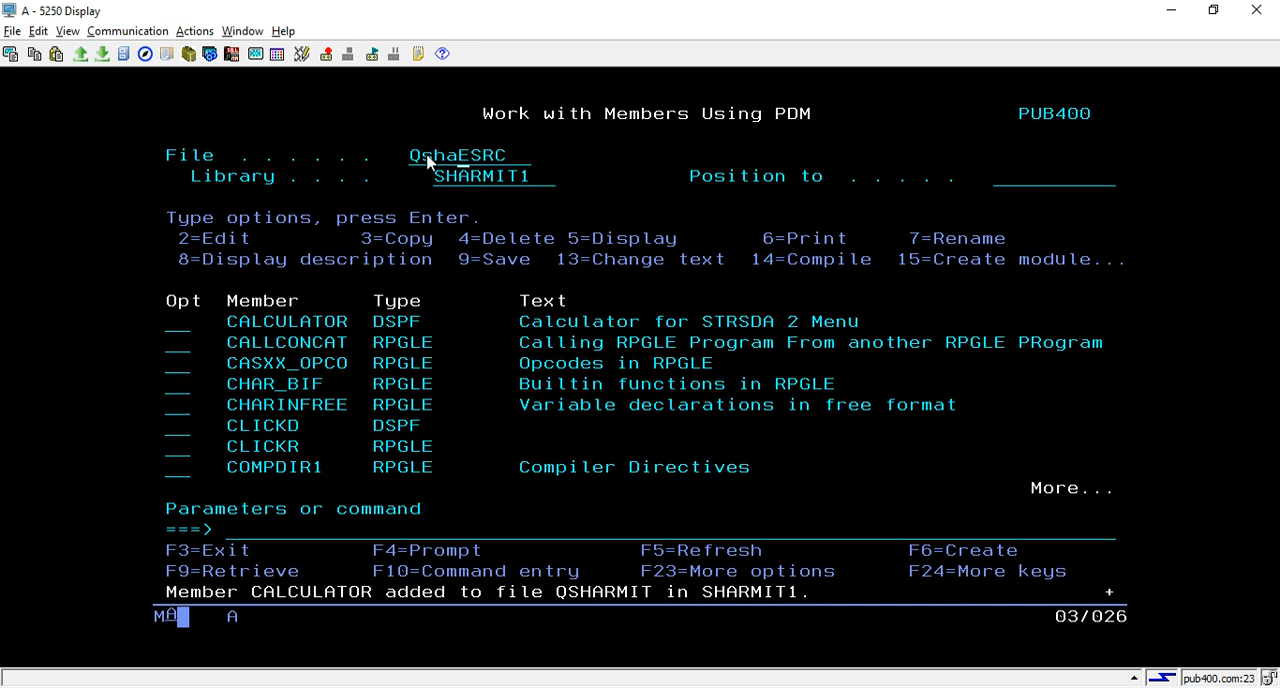 A - 5250 Display
File Edit View Communication Actions Window Help
Work with Members Using PDM PUB400
File . . . . . . QshaESRC
Library . . . . SHARMIT1 Position to . . . . .
Type options, press Enter.
2=Edit 3=Copy 4=Delete 5=Display 6=Print 7=Rename
8=Display description 9=Save 13=Change text 14=Compile 15=Create module...
Opt Member Type Text
CALCULATOR DSPF Calculator for STRSDA 2 Menu
CALLCONCAT RPGLE Calling RPGLE Program From another RPGLE PRogram
CASXX_OPCO RPGLE Opcodes in RPGLE
CHAR_BIF RPGLE Builtin functions in RPGLE
CHARINFREE RPGLE Variable declarations in free format
CLICKD DSPF
CLICKR RPGLE
COMPDIR1 RPGLE Compiler Directives
More...
Parameters or command
===>
F3=Exit F4=Prompt F5=Refresh F6=Create
F9=Retrieve F10=Command entry F23=More options F24=More keys
Member CALCULATOR added to file QSHARMIT in SHARMIT1. +
MA A 03/026
pub400.com:23